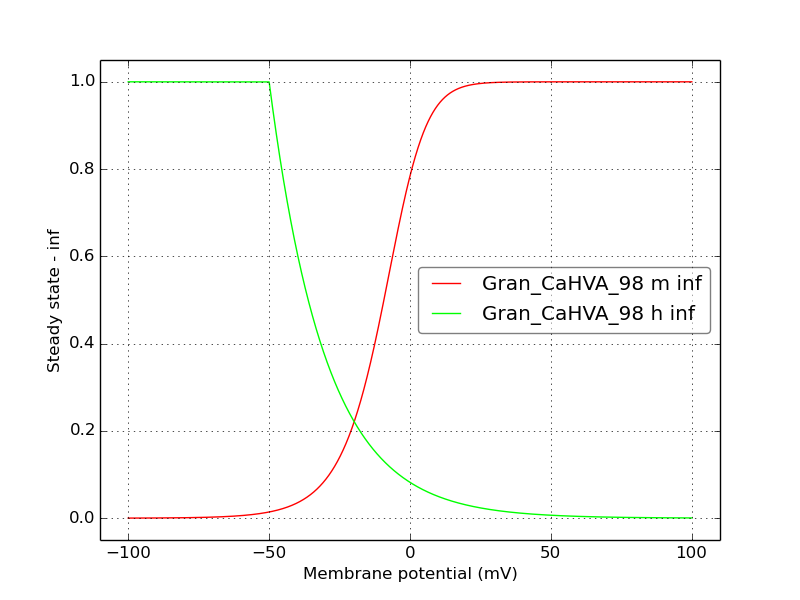 1.0
0.8
0.6
0.4
0.2
0.0
Steady state - inf
Gran_CaHVA_98 m inf
Gran_CaHVA_98 h inf
−100
−50
0
50
100
Membrane potential (mV)